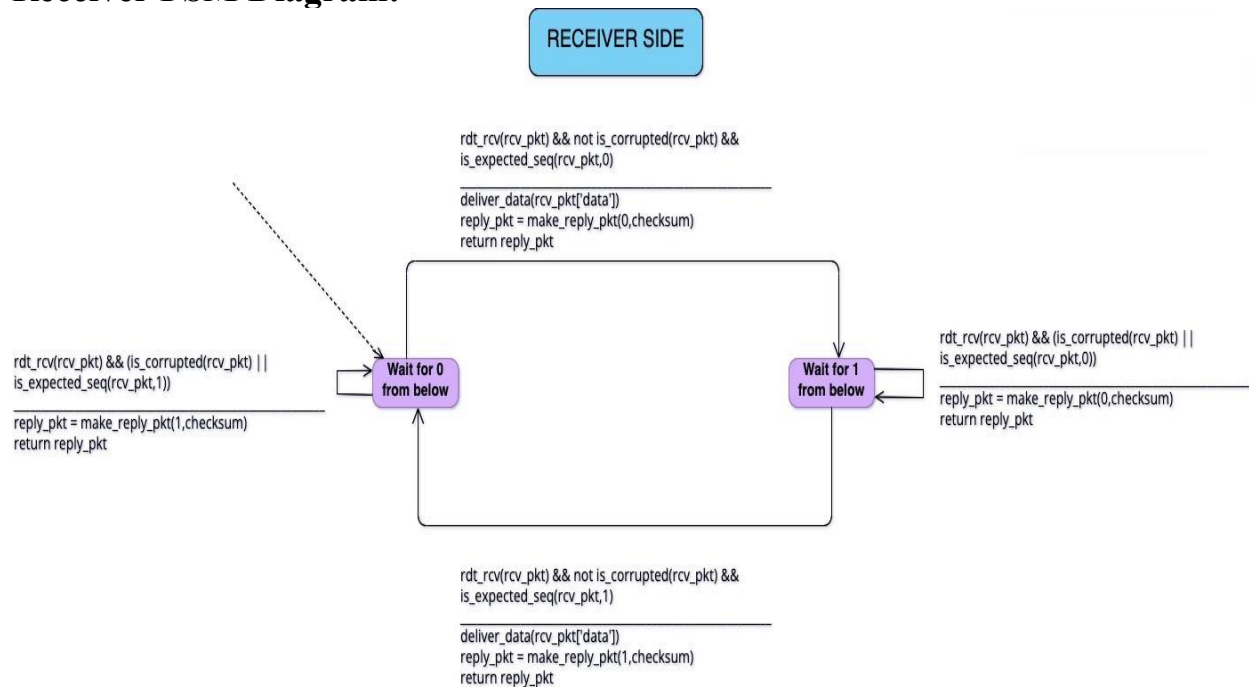 RECEIVER SIDE
rdt_rcv(rcv_pkt) && not is_corrupted(rcv_pkt) &&
is_expected_seq(rcv_pkt,0)
deliver_data(rcv_pkt['data'])
reply_pkt = make_reply_pkt(0,checksum)
return reply_pkt
rdt_rcv(rcv_pkt) && (is_corrupted(rcv_pkt) ||
is_expected_seq(rcv_pkt,1))
reply_pkt = make_reply_pkt(1,checksum)
return reply_pkt
Wait for 0
from below
Wait for 1
from below
rdt_rcv(rcv_pkt) && (is_corrupted(rcv_pkt) ||
is_expected_seq(rcv_pkt,0))
reply_pkt = make_reply_pkt(0,checksum)
return reply_pkt
rdt_rcv(rcv_pkt) && not is_corrupted(rcv_pkt) &&
is_expected_seq(rcv_pkt,1)
deliver_data(rcv_pkt['data'])
reply_pkt = make_reply_pkt(1,checksum)
return reply_pkt